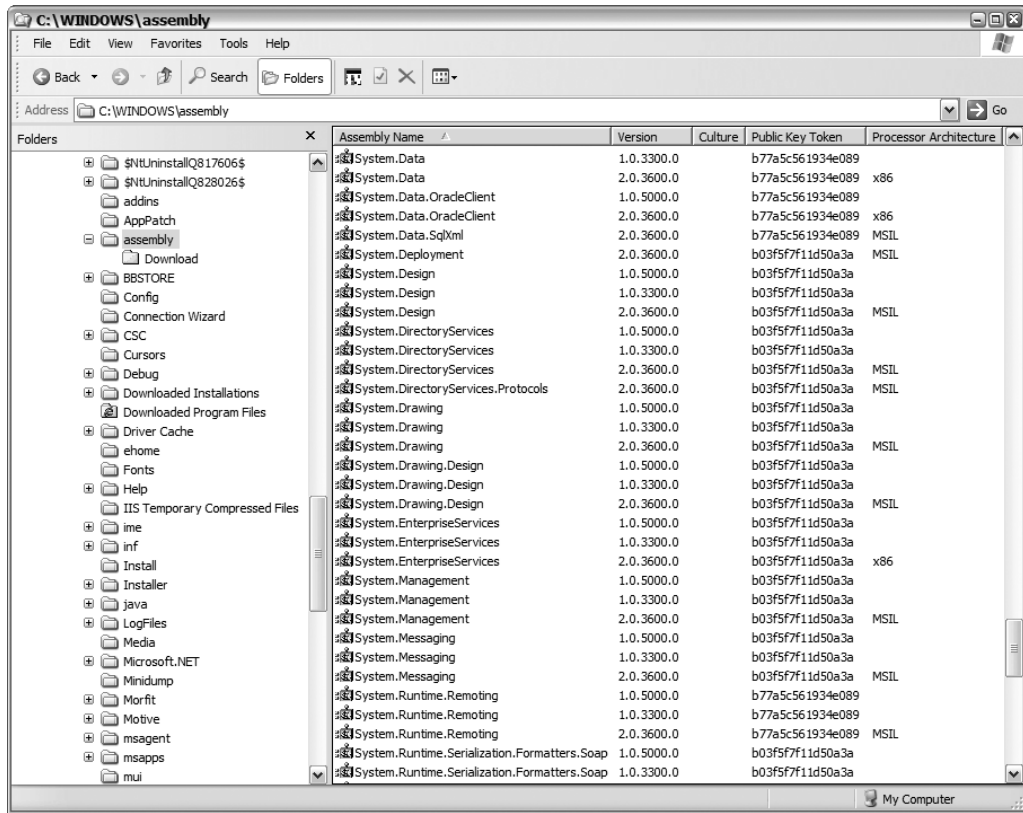 C:\WINDOWS\assembly
File Edit View Favorites Tools Help
Back Search Folders
Address C:\WINDOWS\assembly Go
Folders x
$NtUninstallQ817606$
$NtUninstallQ828026$
addins
AppPatch
assembly
Download
BBSTORE
Config
Connection Wizard
CSC
Cursors
Debug
Downloaded Installations
Downloaded Program Files
Driver Cache
ehome
Fonts
Help
IIS Temporary Compressed Files
ime
inf
Install
Installer
java
LogFiles
Media
Microsoft.NET
Minidump
Morfit
Motive
msagent
msapps
mui
Assembly Name Version Culture Public Key Token Processor Architecture
System.Data 1.0.3300.0 b77a5c561934e089
System.Data 2.0.3600.0 b77a5c561934e089 x86
System.Data.OracleClient 1.0.5000.0 b77a5c561934e089
System.Data.OracleClient 2.0.3600.0 b77a5c561934e089 x86
System.Data.SqlXml 2.0.3600.0 b77a5c561934e089 MSIL
System.Deployment 2.0.3600.0 b03f5f7f11d50a3a MSIL
System.Design 1.0.5000.0 b03f5f7f11d50a3a
System.Design 1.0.3300.0 b03f5f7f11d50a3a
System.Design 2.0.3600.0 b03f5f7f11d50a3a MSIL
System.DirectoryServices 1.0.5000.0 b03f5f7f11d50a3a
System.DirectoryServices 1.0.3300.0 b03f5f7f11d50a3a
System.DirectoryServices 2.0.3600.0 b03f5f7f11d50a3a MSIL
System.DirectoryServices.Protocols 2.0.3600.0 b03f5f7f11d50a3a MSIL
System.Drawing 1.0.5000.0 b03f5f7f11d50a3a
System.Drawing 1.0.3300.0 b03f5f7f11d50a3a
System.Drawing 2.0.3600.0 b03f5f7f11d50a3a MSIL
System.Drawing.Design 1.0.5000.0 b03f5f7f11d50a3a
System.Drawing.Design 1.0.3300.0 b03f5f7f11d50a3a
System.Drawing.Design 2.0.3600.0 b03f5f7f11d50a3a MSIL
System.EnterpriseServices 1.0.5000.0 b03f5f7f11d50a3a
System.EnterpriseServices 1.0.3300.0 b03f5f7f11d50a3a
System.EnterpriseServices 2.0.3600.0 b03f5f7f11d50a3a x86
System.Management 1.0.5000.0 b03f5f7f11d50a3a
System.Management 1.0.3300.0 b03f5f7f11d50a3a
System.Management 2.0.3600.0 b03f5f7f11d50a3a MSIL
System.Messaging 1.0.5000.0 b03f5f7f11d50a3a
System.Messaging 1.0.3300.0 b03f5f7f11d50a3a
System.Messaging 2.0.3600.0 b03f5f7f11d50a3a MSIL
System.Runtime.Remoting 1.0.5000.0 b77a5c561934e089
System.Runtime.Remoting 1.0.3300.0 b77a5c561934e089
System.Runtime.Remoting 2.0.3600.0 b77a5c561934e089 MSIL
System.Runtime.Serialization.Formatters.Soap 1.0.5000.0 b03f5f7f11d50a3a
System.Runtime.Serialization.Formatters.Soap 1.0.3300.0 b03f5f7f11d50a3a
My Computer